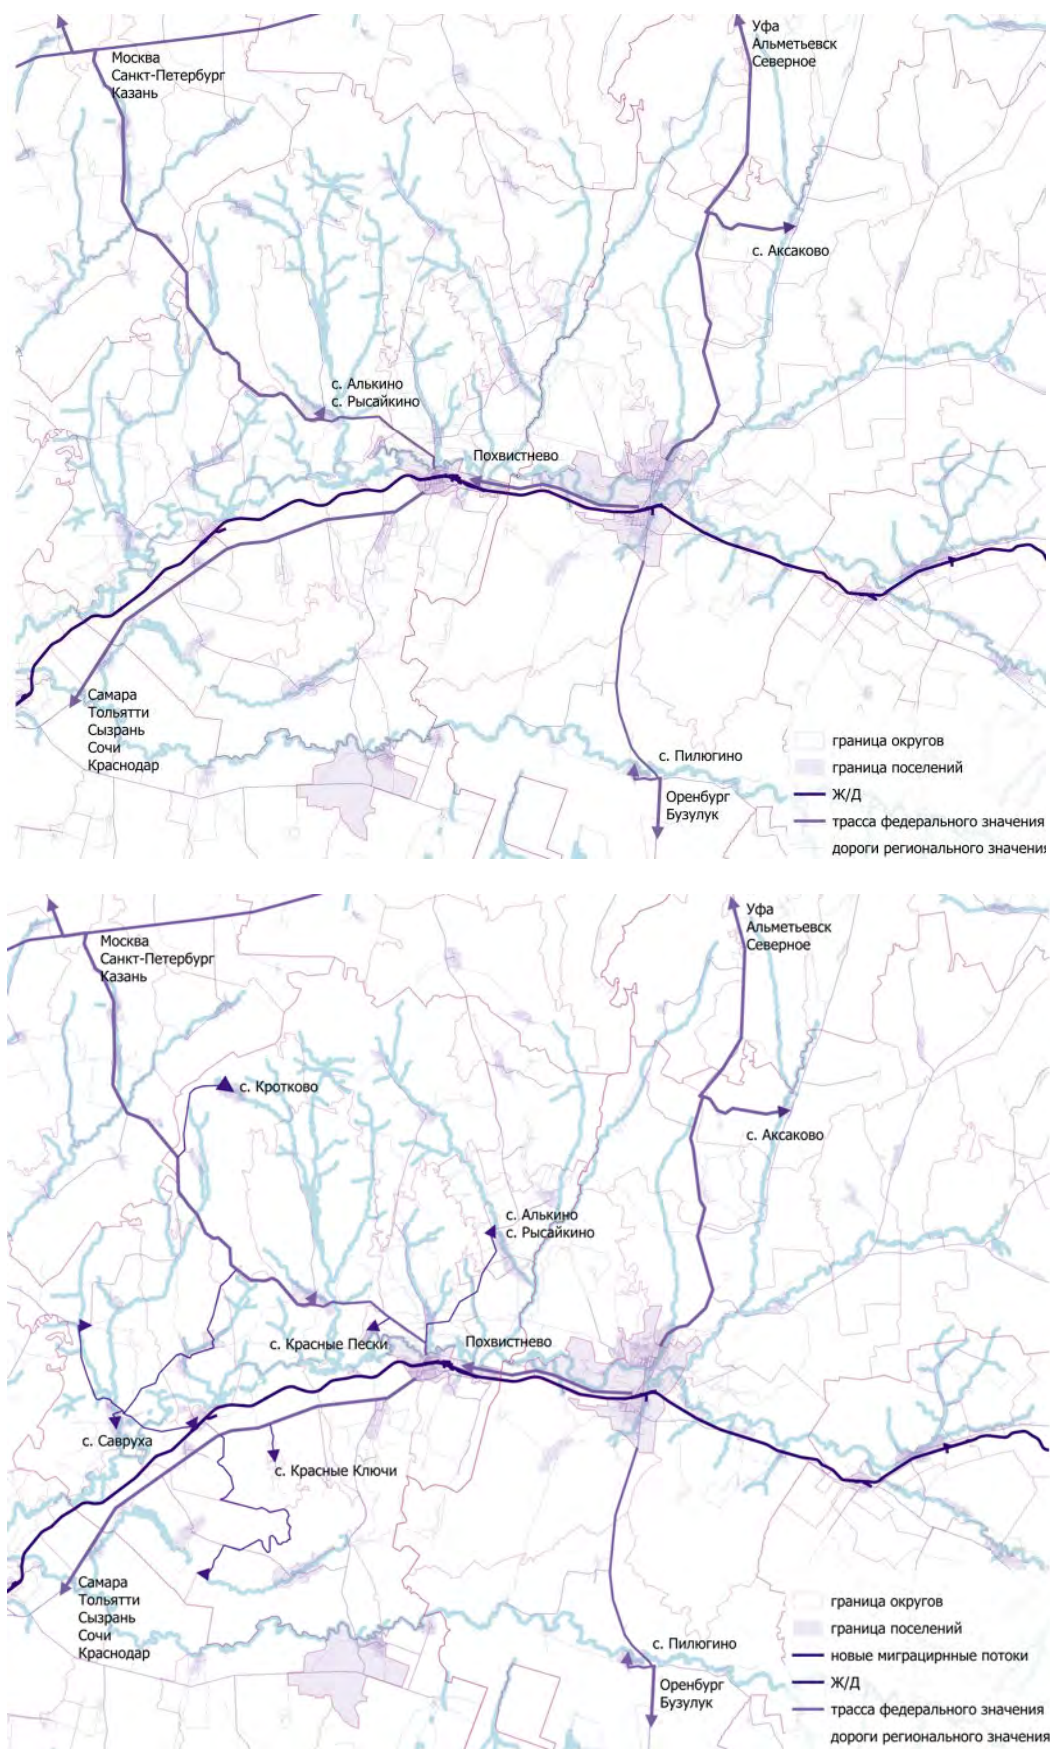 Москва
Санкт-Петербург
Казань
Уфа
Альметьевск
Северное
с. Аксаково
с. Алькино
с. Рысайкино
Похвистнево
Самара
Тольятти
Сызрань
Сочи
Краснодар
с. Пилюгино
Оренбург
Бузулук
граница округов
граница поселений
Ж/Д
трасса федерального значения
дороги регионального значения
Москва
Санкт-Петербург
Казань
Уфа
Альметьевск
Северное
с. Кротково
с. Аксаково
с. Алькино
с. Рысайкино
с. Красные Пески
Похвистнево
с. Савруха
с. Красные Ключи
Самара
Тольятти
Сызрань
Сочи
Краснодар
с. Пилюгино
Оренбург
Бузулук
граница округов
граница поселений
новые миграцирнные потоки
Ж/Д
трасса федерального значения
дороги регионального значения